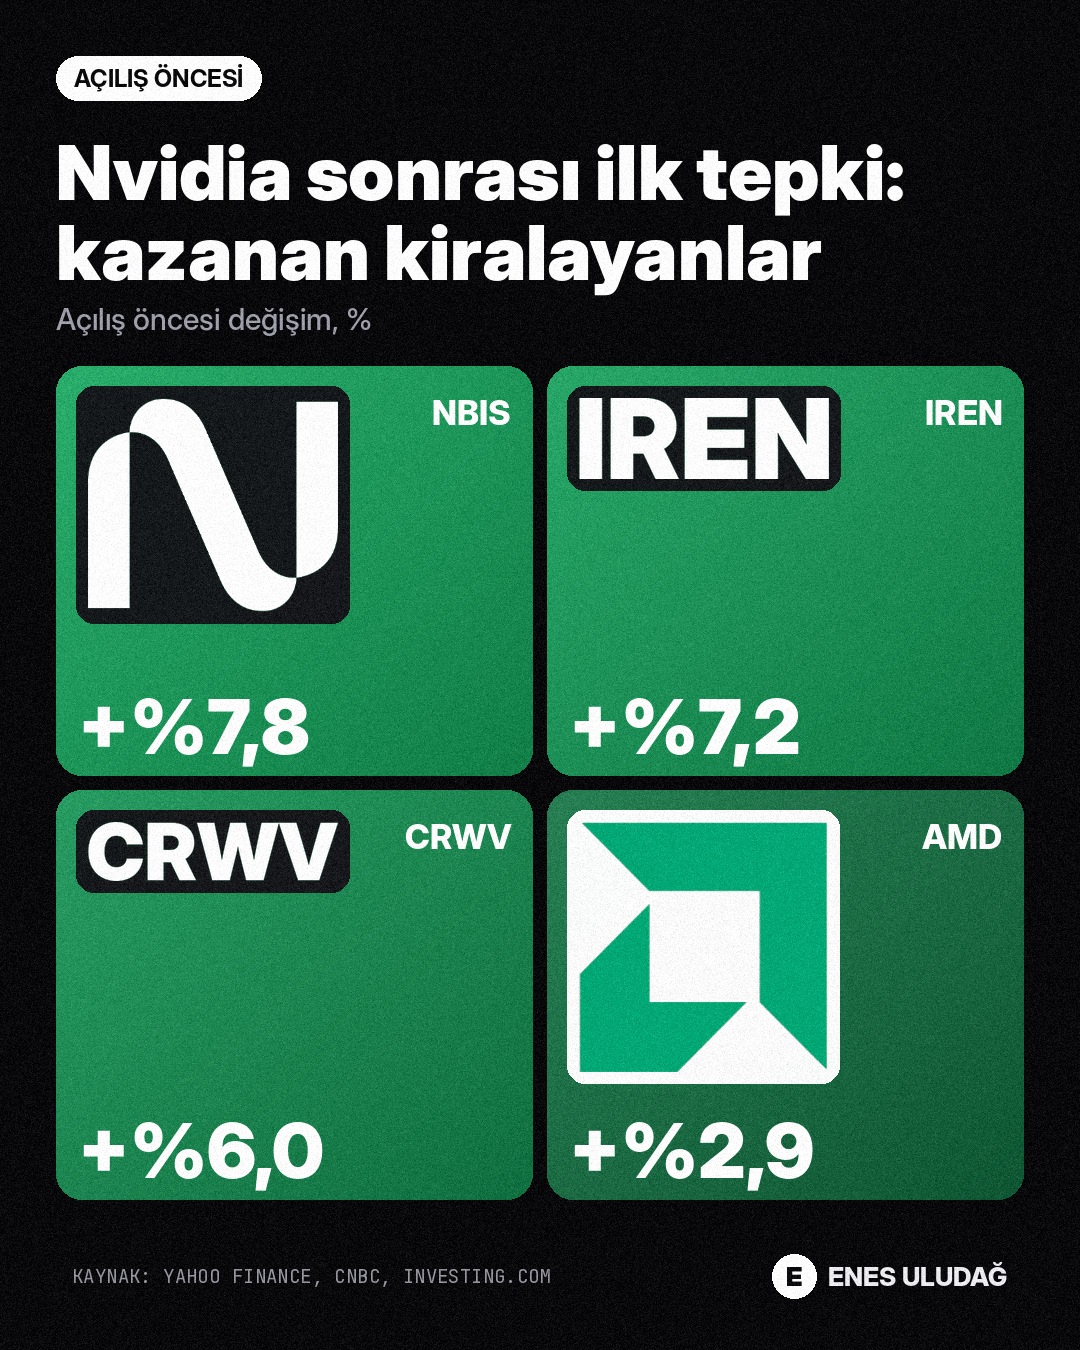 AÇILIŞ ÖNCESİ
Nvidia sonrası ilk tepki:
kazanan kiralayanlar
Açılış öncesi değişim, %
NBIS
+%7,8
IREN
IREN
+%7,2
CRWV
CRWV
+%6,0
AMD
+%2,9
KAYNAK: YAHOO FINANCE, CNBC, INVESTING.COM
E ENES ULUDAĞ